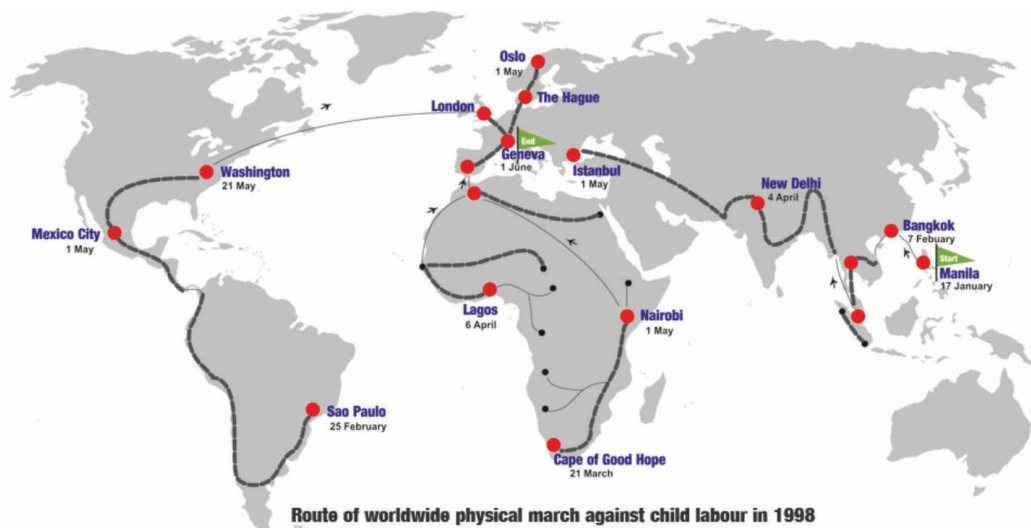 Oslo
1 May
The Hague
London
End
Geneva
1 June
Istanbul
1 May
Washington
21 May
New Delhi
4 April
Mexico City
1 May
Bangkok
7 Febuary
Start
Manila
17 January
Lagos
6 April
Nairobi
1 May
Sao Paulo
25 February
Cape of Good Hope
21 March
Route of worldwide physical march against child labour in 1998